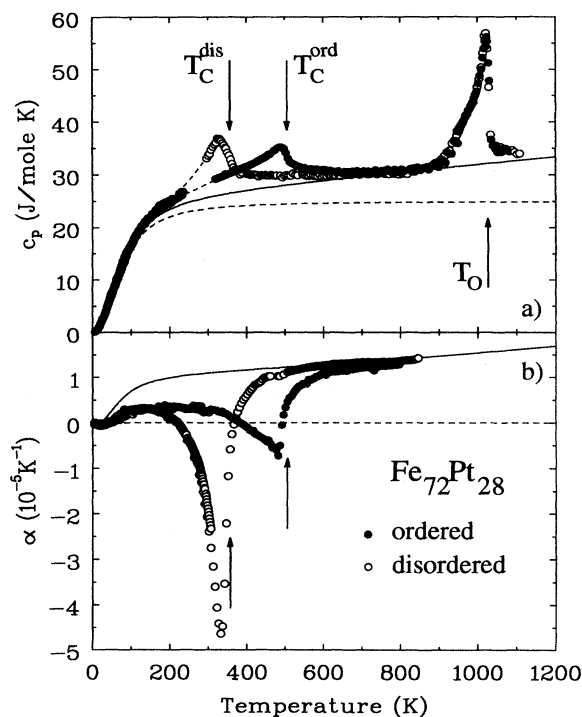 60
50
40
30
20
10
0
c_p (J/mole K)
T_C^dis
T_C^ord
T_O
a)
1
0
-1
-2
-3
-4
-5
α (10^-5 K^-1)
b)
Fe_72Pt_28
ordered
disordered
0 200 400 600 800 1000 1200
Temperature (K)